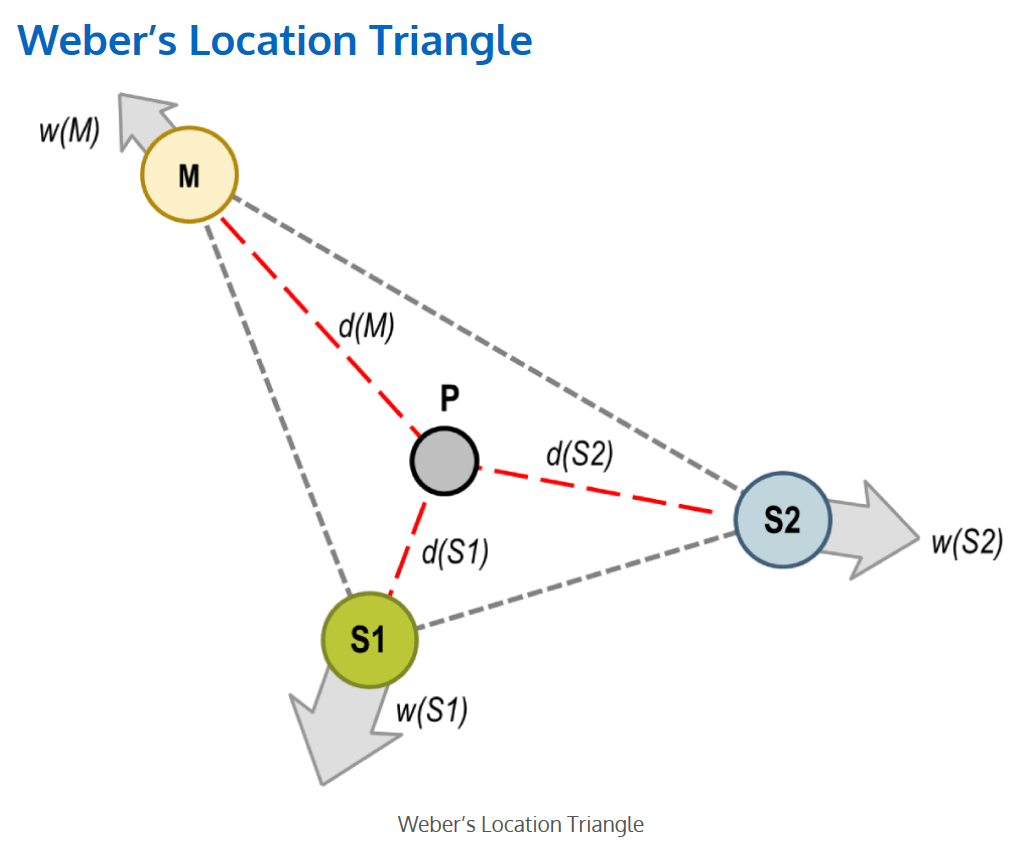 Weber’s Location Triangle
w(M)
M
d(M)
P
d(S2)
S2
w(S2)
d(S1)
S1
w(S1)
Weber’s Location Triangle